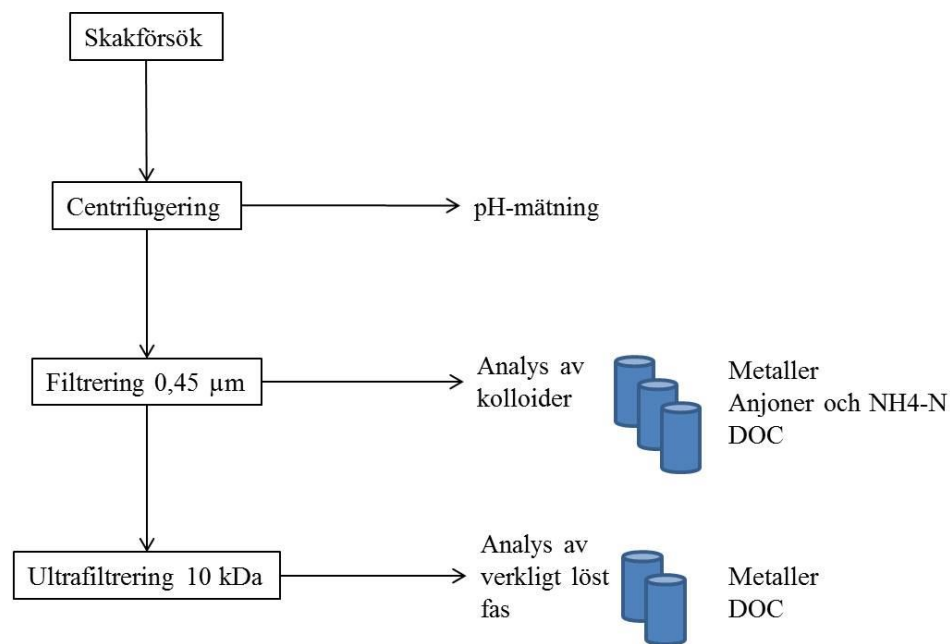 Skakförsök
Centrifugering
pH-mätning
Filtrering 0,45 µm
Analys av
kolloider
Metaller
Anjoner och NH4-N
DOC
Ultrafiltrering 10 kDa
Analys av
verkligt löst
fas
Metaller
DOC